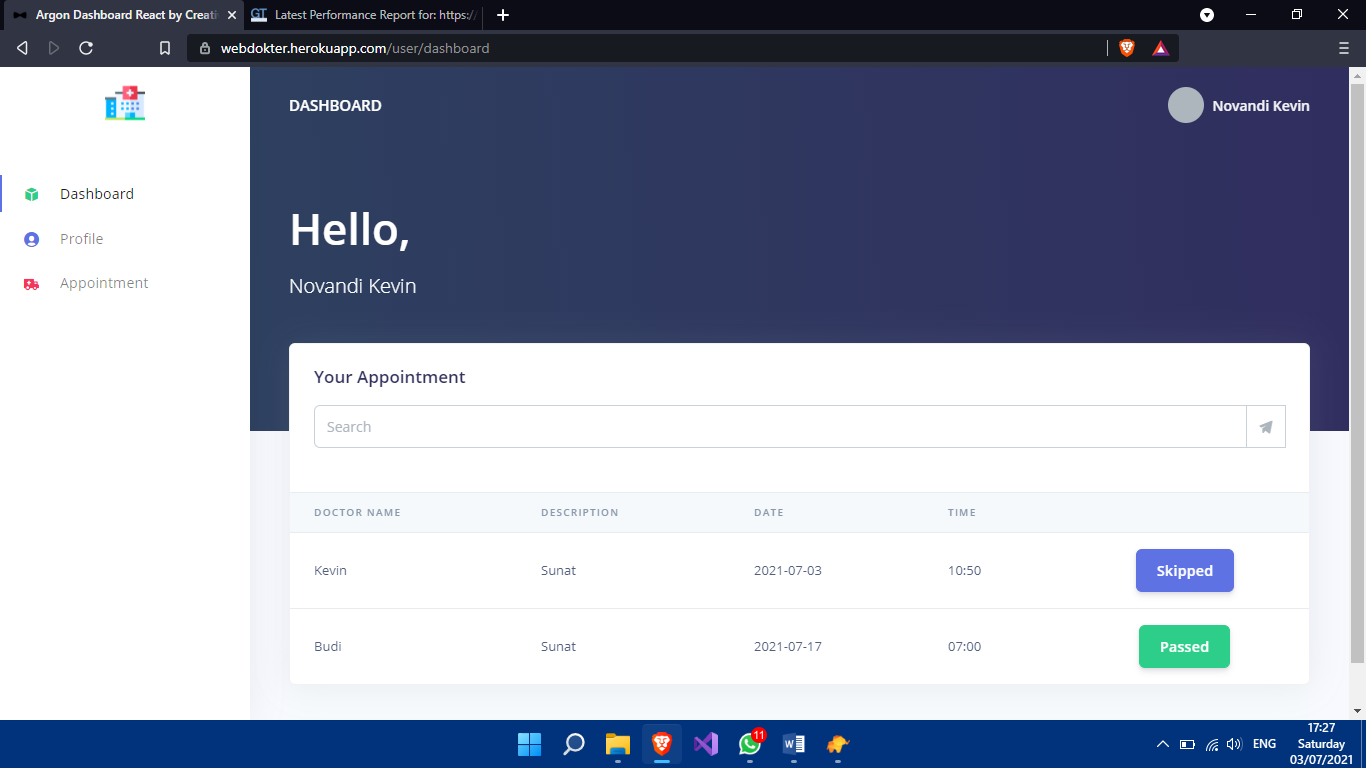 Argon Dashboard React by Creati
GT
Latest Performance Report for: https:/
webdokter.herokuapp.com/user/dashboard
DASHBOARD
Novandi Kevin
Dashboard
Profile
Appointment
Hello,
Novandi Kevin
Your Appointment
Search
DOCTOR NAME DESCRIPTION DATE TIME
Kevin Sunat 2021-07-03 10:50 Skipped
Budi Sunat 2021-07-17 07:00 Passed
11
ENG
17:27
Saturday
03/07/2021